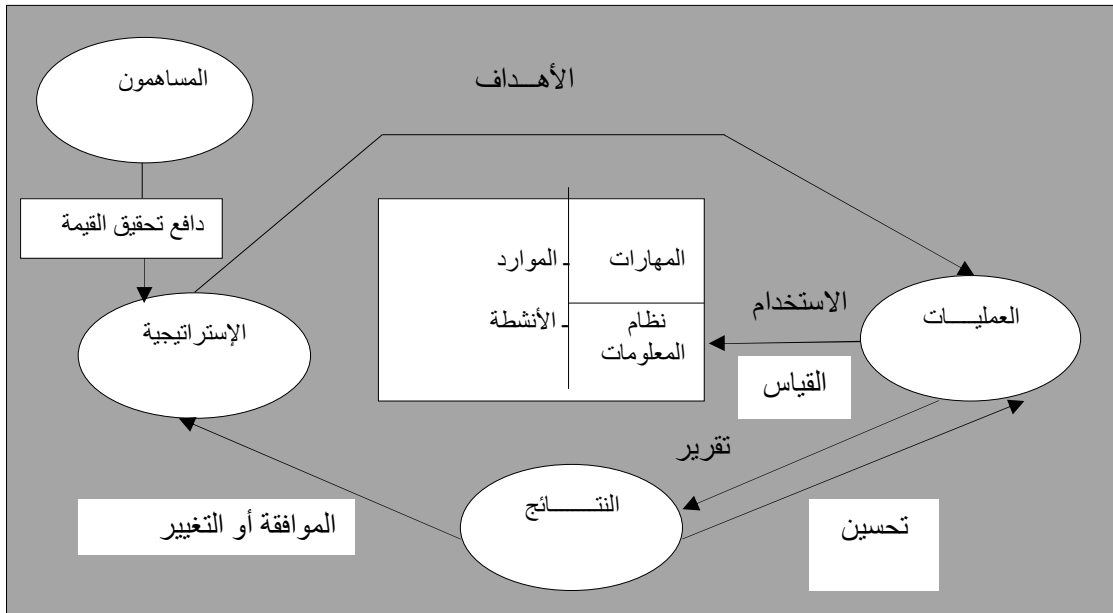 المساهمون
الأهـــداف
دافع تحقيق القيمة
المهارات
ـ الموارد
نظام
المعلومات
ـ الأنشطة
الاستخدام
العمليـــــات
الإستراتيجية
القياس
تقرير
النتـــــــائج
الموافقة أو التغيير
تحسين